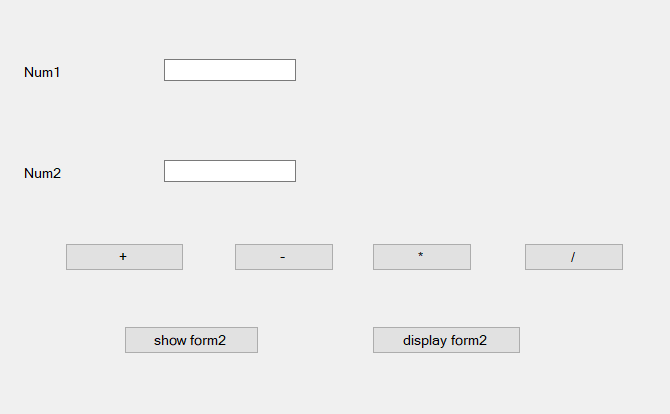 Num1
Num2
+ - * /
show form2 display form2